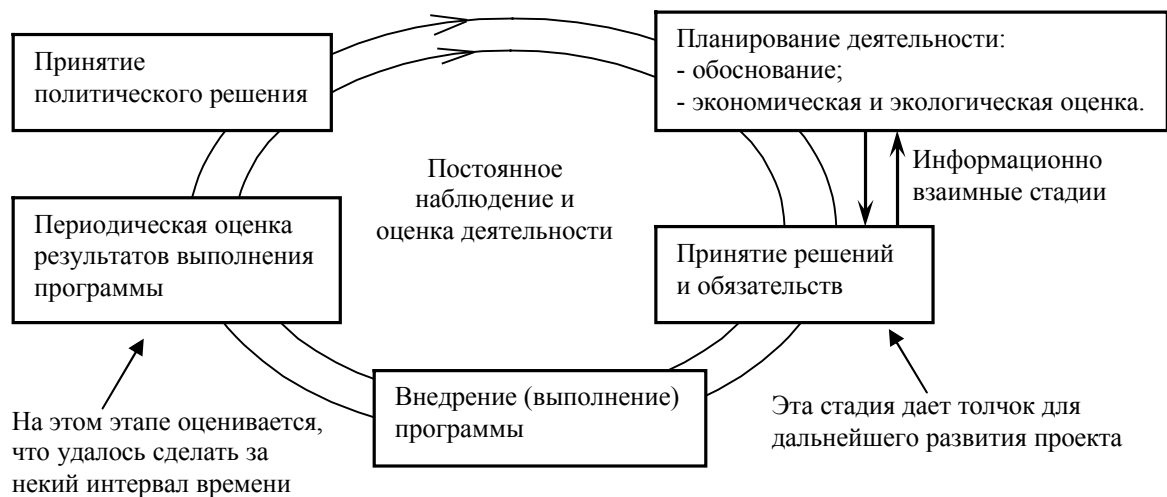 Принятие
политического решения
Планирование деятельности:
- обоснование;
- экономическая и экологическая оценка.
Информационно
взаимные стадии
Постоянное
наблюдение и
оценка деятельности
Периодическая оценка
результатов выполнения
программы
Принятие решений
и обязательств
Внедрение (выполнение)
программы
На этом этапе оценивается,
что удалось сделать за
некий интервал времени
Эта стадия дает толчок для
дальнейшего развития проекта